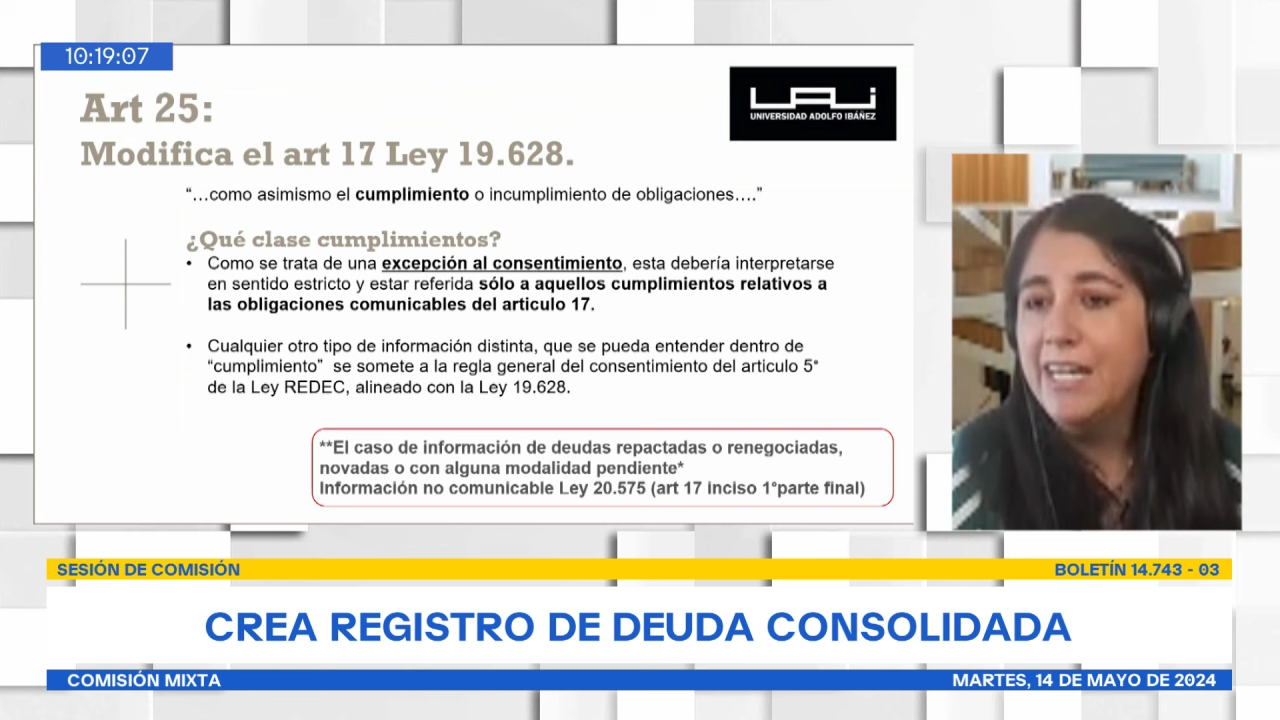 10:19:07
Art 25:
Modifica el art 17 Ley 19.628.
UAI
UNIVERSIDAD ADOLFO IBÁÑEZ
“…como asimismo el cumplimiento o incumplimiento de obligaciones….”
¿Qué clase cumplimientos?
• Como se trata de una excepción al consentimiento, esta debería interpretarse
en sentido estricto y estar referida sólo a aquellos cumplimientos relativos a
las obligaciones comunicables del articulo 17.
• Cualquier otro tipo de información distinta, que se pueda entender dentro de
“cumplimiento” se somete a la regla general del consentimiento del articulo 5°
de la Ley REDEC, alineado con la Ley 19.628.
**El caso de información de deudas repactadas o renegociadas,
novadas o con alguna modalidad pendiente*
Información no comunicable Ley 20.575 (art 17 inciso 1°parte final)
SESIÓN DE COMISIÓN
BOLETÍN 14.743 - 03
CREA REGISTRO DE DEUDA CONSOLIDADA
COMISIÓN MIXTA
MARTES, 14 DE MAYO DE 2024